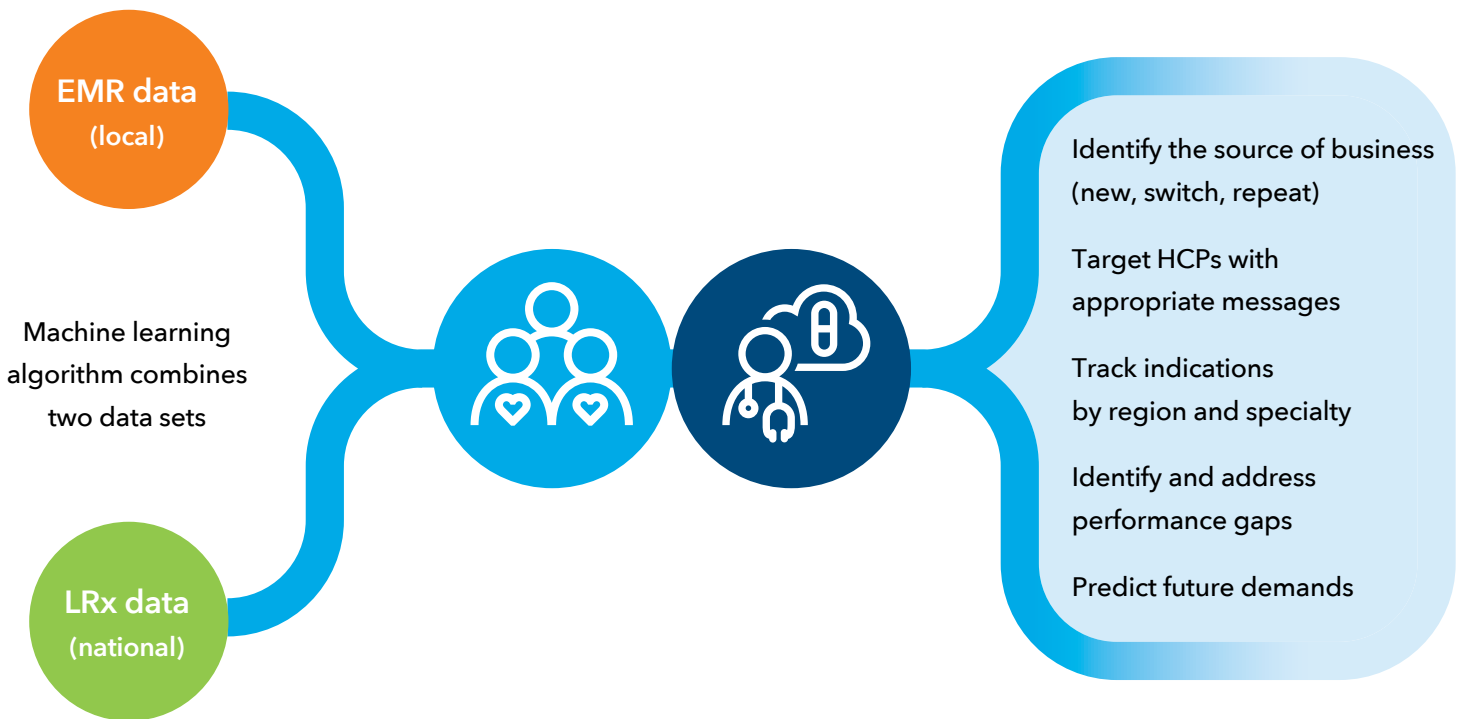 EMR data
(local)
Machine learning
algorithm combines
two data sets
LRx data
(national)
Identify the source of business
(new, switch, repeat)
Target HCPs with
appropriate messages
Track indications
by region and specialty
Identify and address
performance gaps
Predict future demands